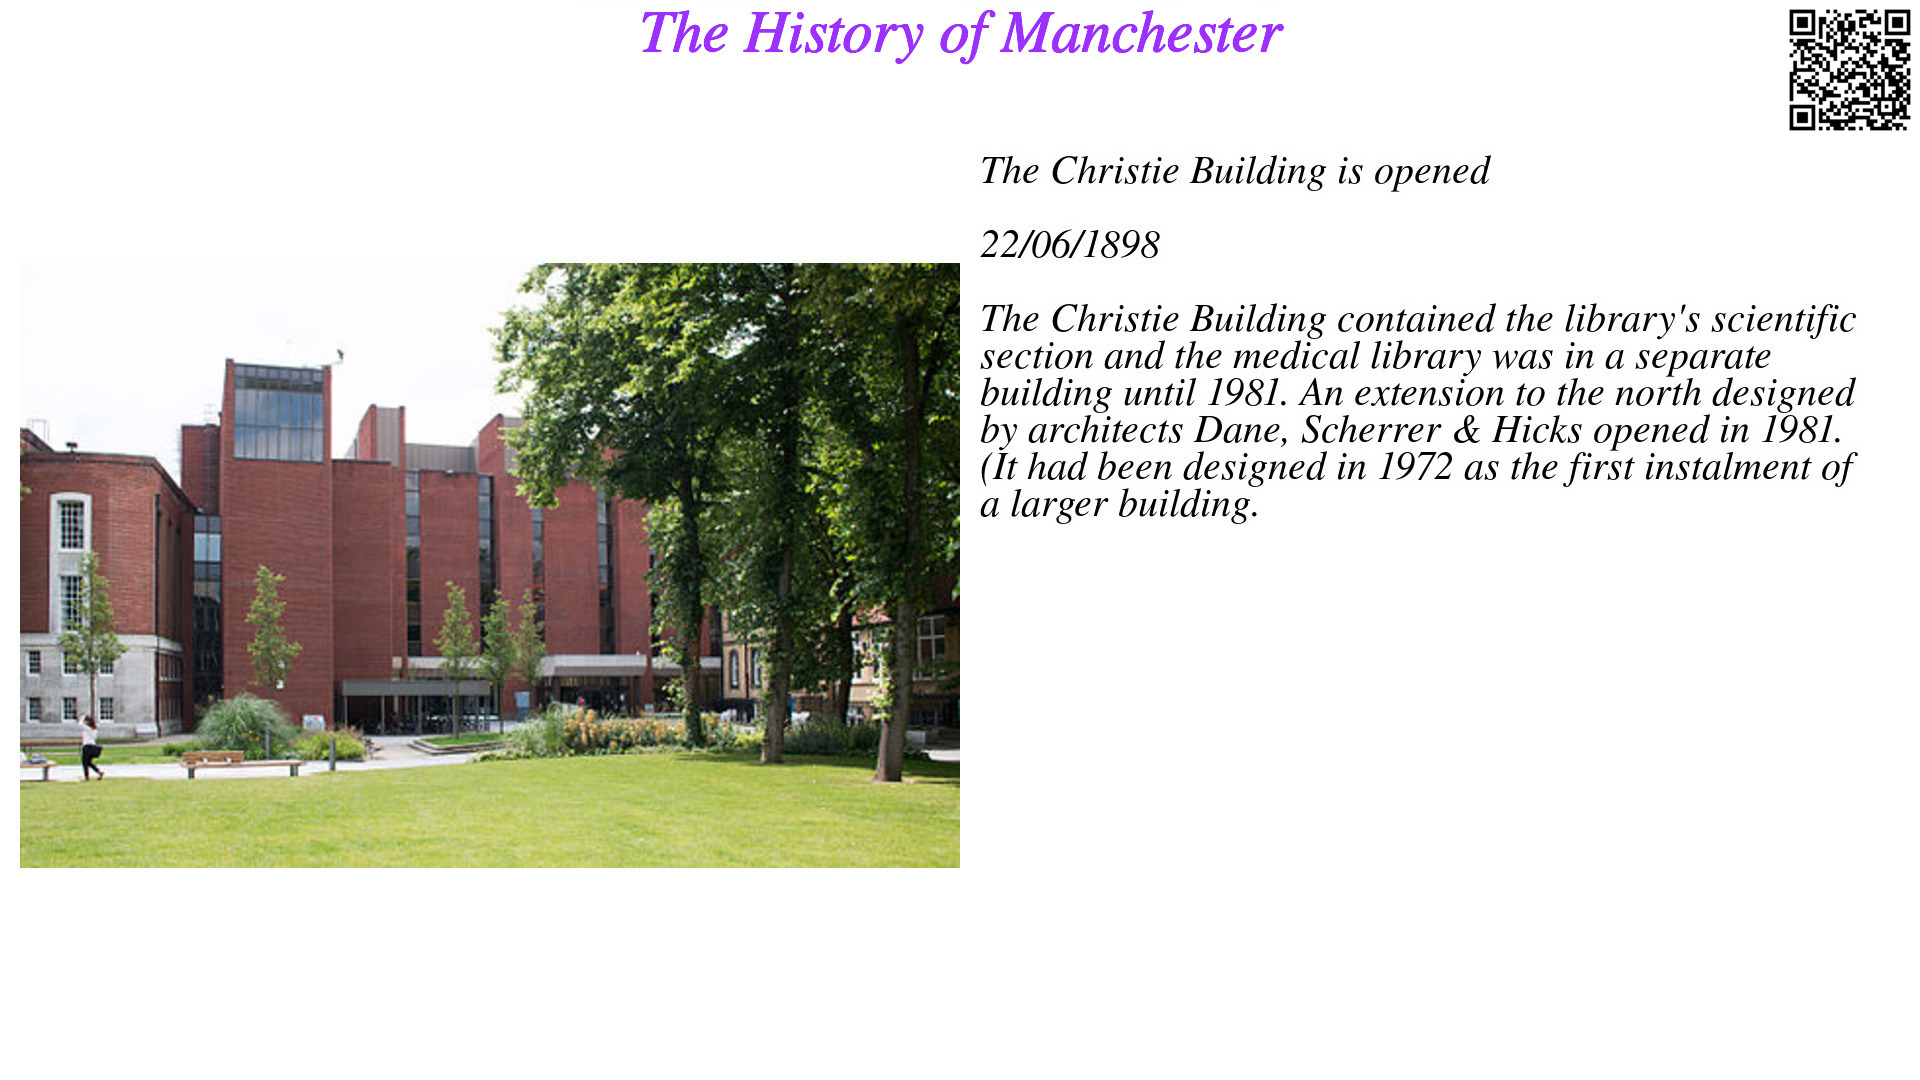 The History of Manchester
The Christie Building is opened
22/06/1898
The Christie Building contained the library's scientific
section and the medical library was in a separate
building until 1981. An extension to the north designed
by architects Dane, Scherrer & Hicks opened in 1981.
(It had been designed in 1972 as the first instalment of
a larger building.